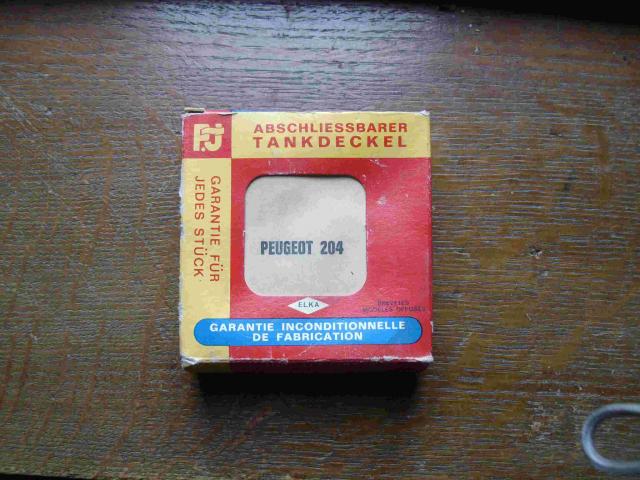 FJ
ABSCHLIESSBARER
TANKDECKEL
GARANTIE FÜR
JEDES STÜCK
PEUGEOT 204
ELKA
BREVETES
MODELES DEPOSES
GARANTIE INCONDITIONNELLE
DE FABRICATION